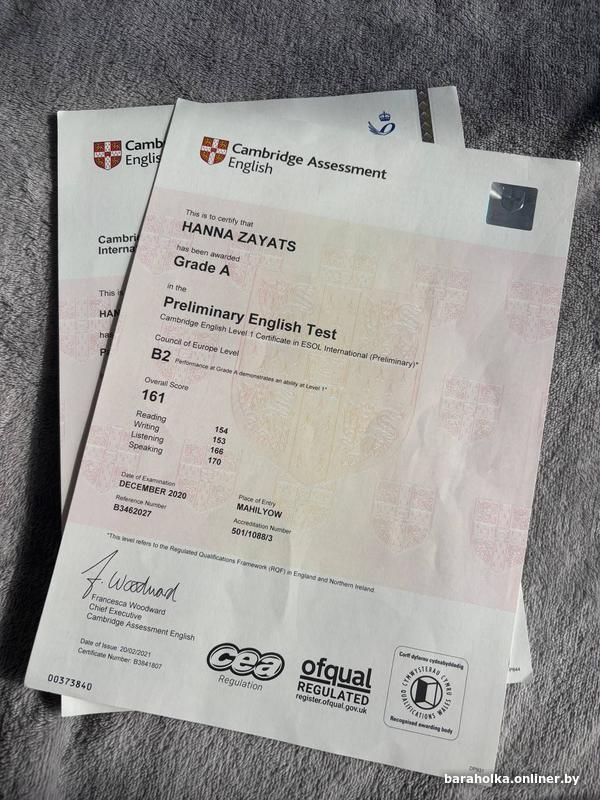 Camb
Englis
Cambri
Interna
This is
HAN
has
P
Cambridge Assessment
English
This is to certify that
HANNA ZAYATS
has been awarded
Grade A
in the
Preliminary English Test
Cambridge English Level 1 Certificate in ESOL International (Preliminary)*
Council of Europe Level
B2 Performance at Grade A demonstrates an ability at Level 1*
Overall Score
161
Reading 154
Writing 153
Listening 166
Speaking 170
Date of Examination
DECEMBER 2020
Place of Entry
MAHILYOW
Reference Number
B3462027
Accreditation Number
501/1088/3
*This level refers to the Regulated Qualifications Framework (RQF) in England and Northern Ireland.
F. Woodward
Francesca Woodward
Chief Executive
Cambridge Assessment English
Date of Issue 20/02/2021
Certificate Number: B3841807
00373840
cea
Regulation
ofqual
REGULATED
register.ofqual.gov.uk
Corff dyfarnu cydnabyddedig
CYMWYSTERAU CYMRU
QUALIFICATIONS WALES
Recognised awarding body
baraholka.onliner.by